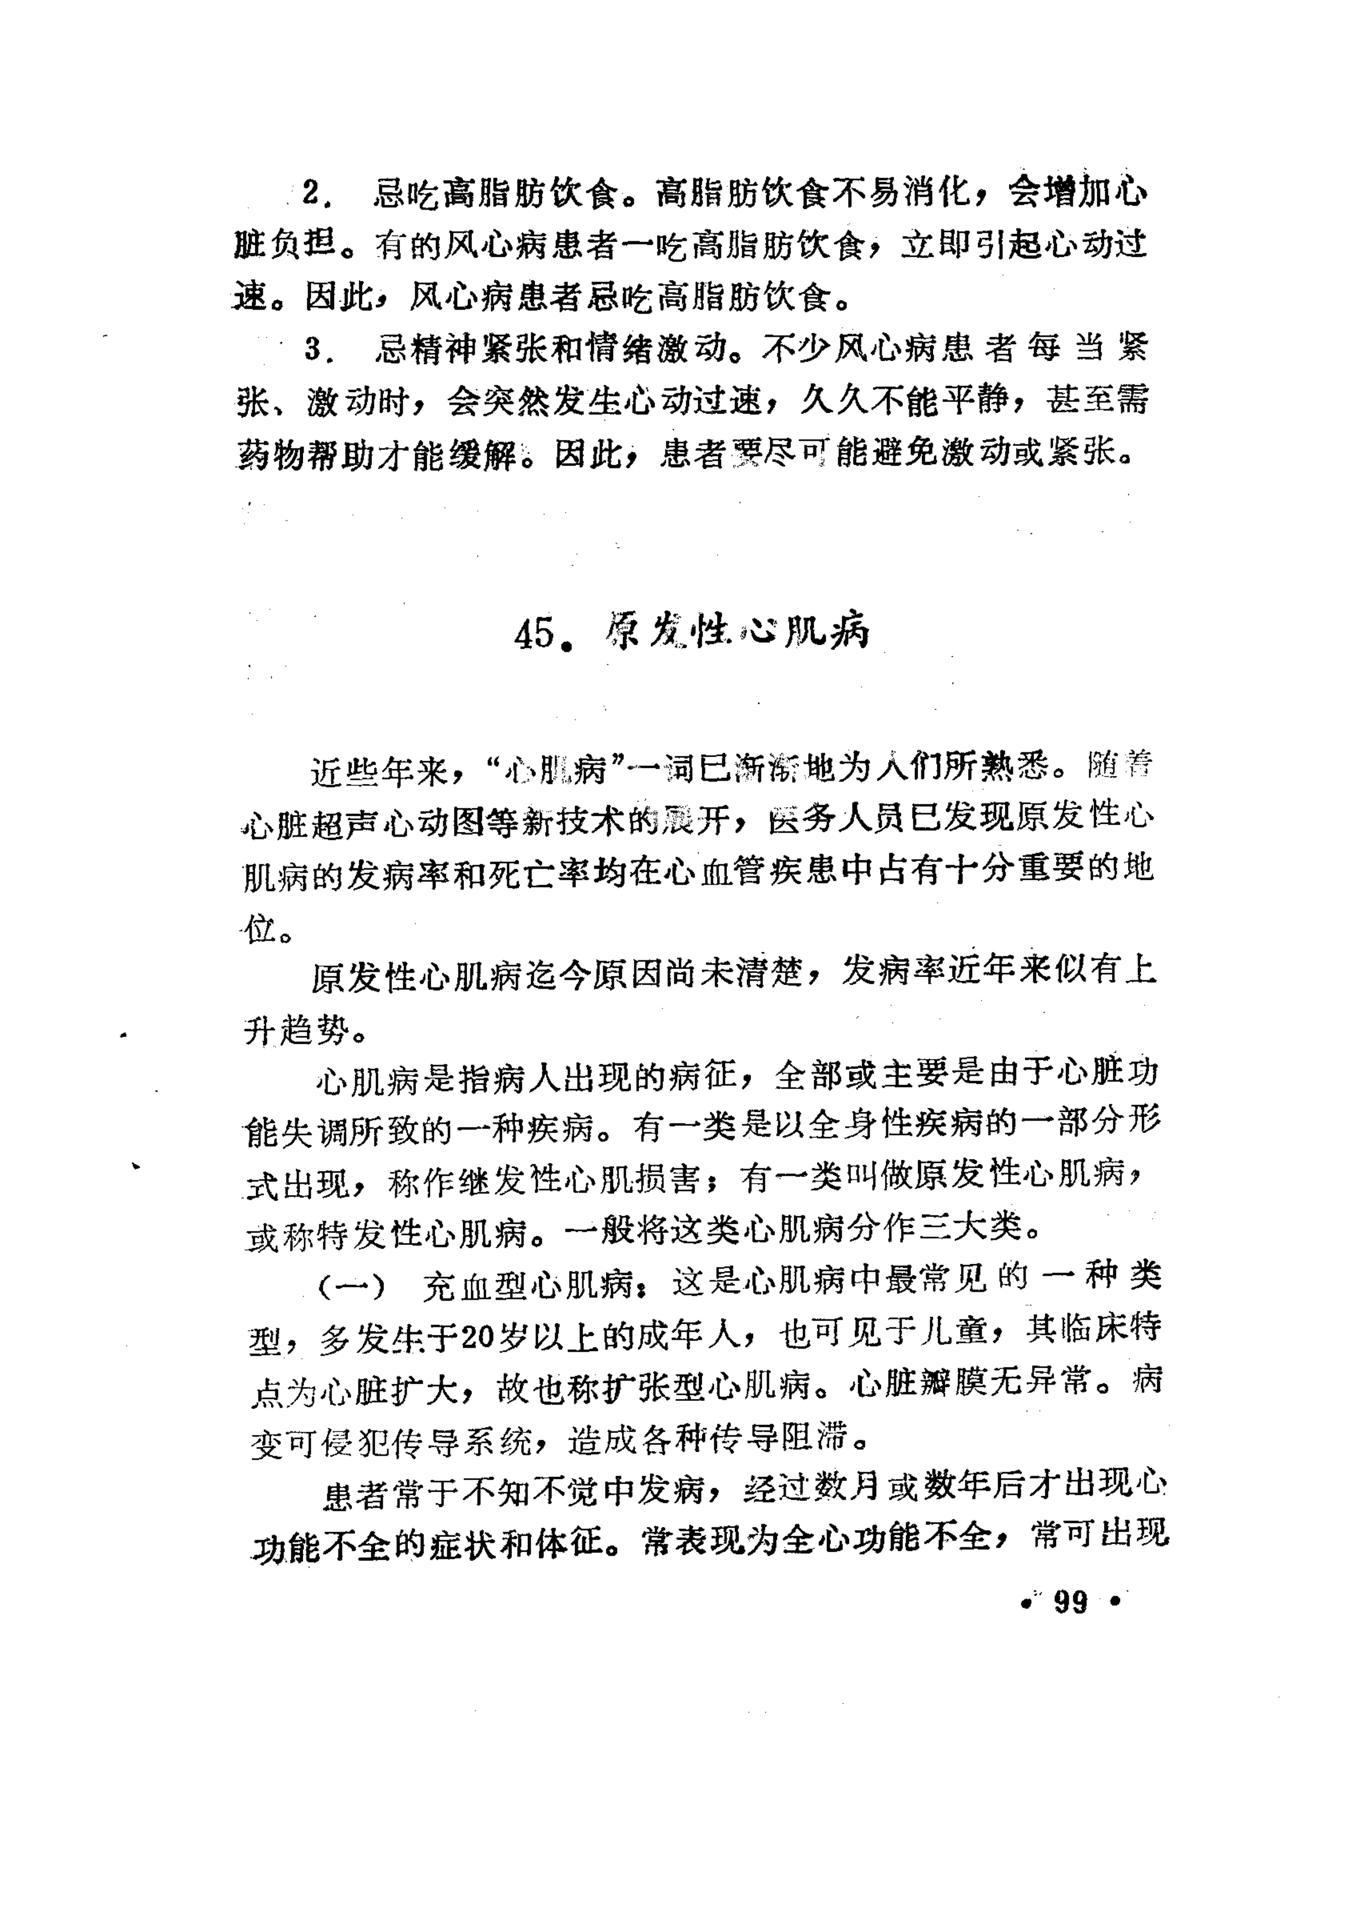 2. 忌吃高脂肪饮食。高脂肪饮食不易消化，会增加心
脏负担。有的风心病患者一吃高脂肪饮食，立即引起心动过
速。因此，风心病患者忌吃高脂肪饮食。
3. 忌精神紧张和情绪激动。不少风心病患者每当紧
张、激动时，会突然发生心动过速，久久不能平静，甚至需
药物帮助才能缓解。因此，患者要尽可能避免激动或紧张。
45. 原发性心肌病
近些年来，“心肌病”一词已渐渐地为人们所熟悉。随着
心脏超声心动图等新技术的展开，医务人员已发现原发性心
肌病的发病率和死亡率均在心血管疾患中占有十分重要的地
位。
原发性心肌病迄今原因尚未清楚，发病率近年来似有上
升趋势。
心肌病是指病人出现的病征，全部或主要是由于心脏功
能失调所致的一种疾病。有一类是以全身性疾病的一部分形
式出现，称作继发性心肌损害；有一类叫做原发性心肌病，
或称特发性心肌病。一般将这类心肌病分作三大类。
（一） 充血型心肌病：这是心肌病中最常见的一种类
型，多发生于20岁以上的成年人，也可见于儿童，其临床特
点为心脏扩大，故也称扩张型心肌病。心脏瓣膜无异常。病
变可侵犯传导系统，造成各种传导阻滞。
患者常于不知不觉中发病，经过数月或数年后才出现心
功能不全的症状和体征。常表现为全心功能不全，常可出现
• 99 •